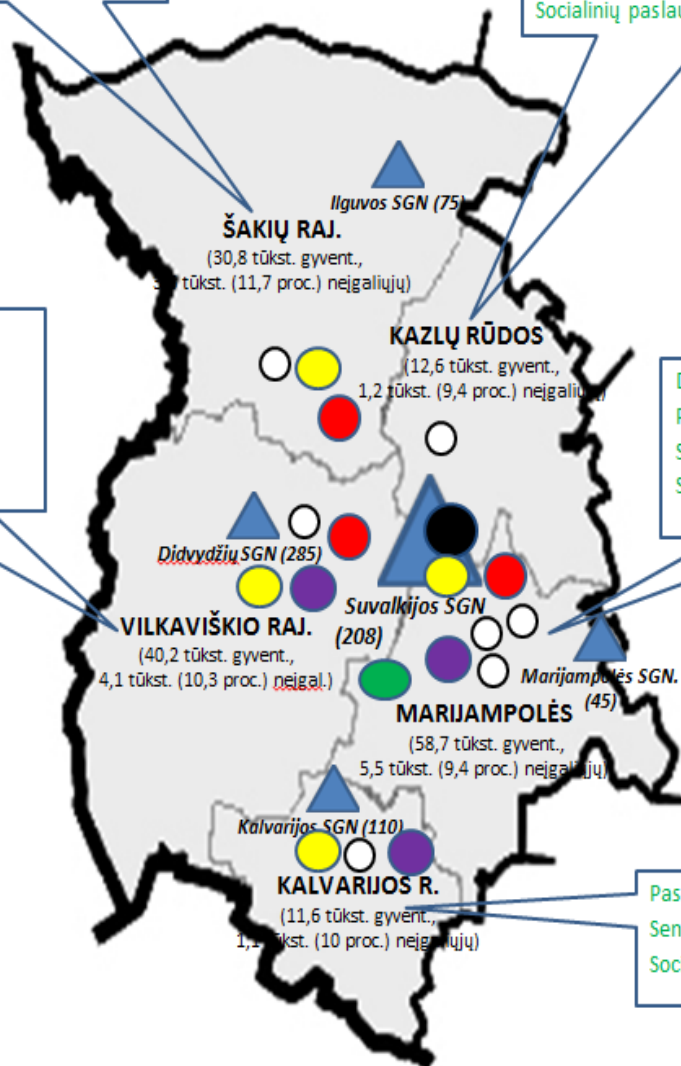 Socialinių
Ilguvos SGN (75)
ŠAKIŲ RAJ.
(30,8 tūkst. gyvent.,
tūkst. (11,7 proc.) neįgaliųjų)
KAZLŲ RŪDOS
(12,6 tūkst. gyvent.,
1,2 tūkst. (9,4 proc.)
Didvydžių SGN (285)
Suvalkijos SGN
(208)
VILKAVIŠKIO RAJ.
(40,2 tūkst. gyvent.,
4,1 tūkst. (10,3 proc.) neįgal.)
Marijampolės SGN.
(45)
MARIJAMPOLĖS
(58,7 tūkst. gyvent.,
5,5 tūkst. (9,4 proc.) neįgaliųjų)
Kalvarijos SGN (110)
KALVARIJOS R.
(11,6 tūkst. gyvent.,
(10 proc.) neįgaliųjų)
Pas
Sen
Soc